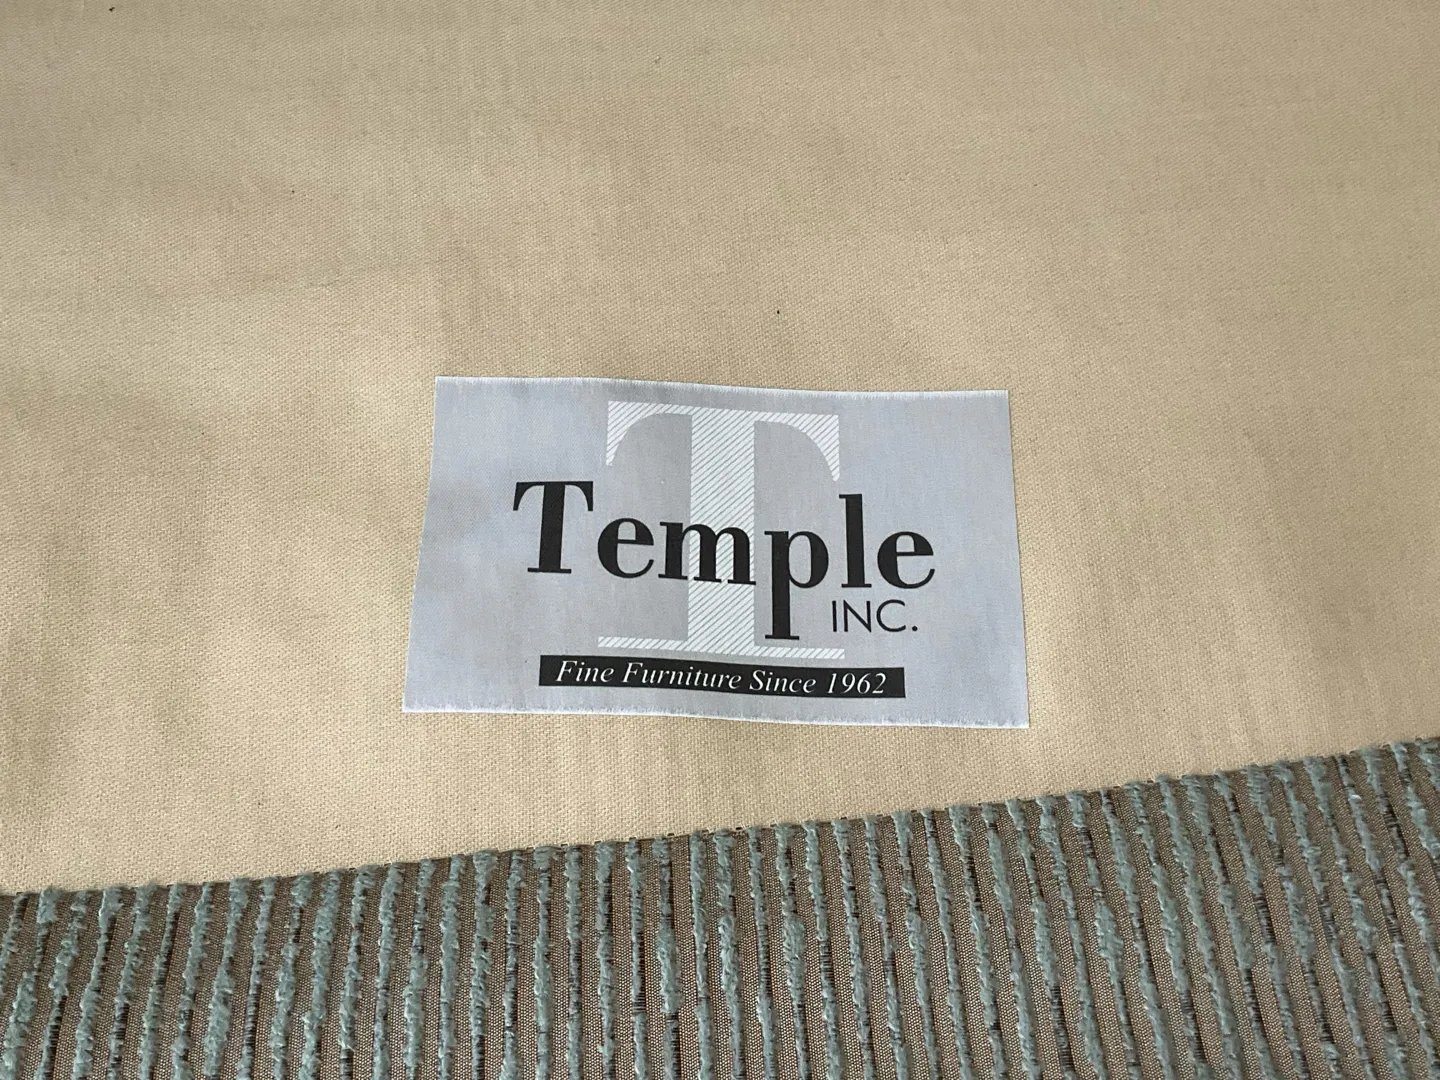 T
Temple
INC.
Fine Furniture Since 1962